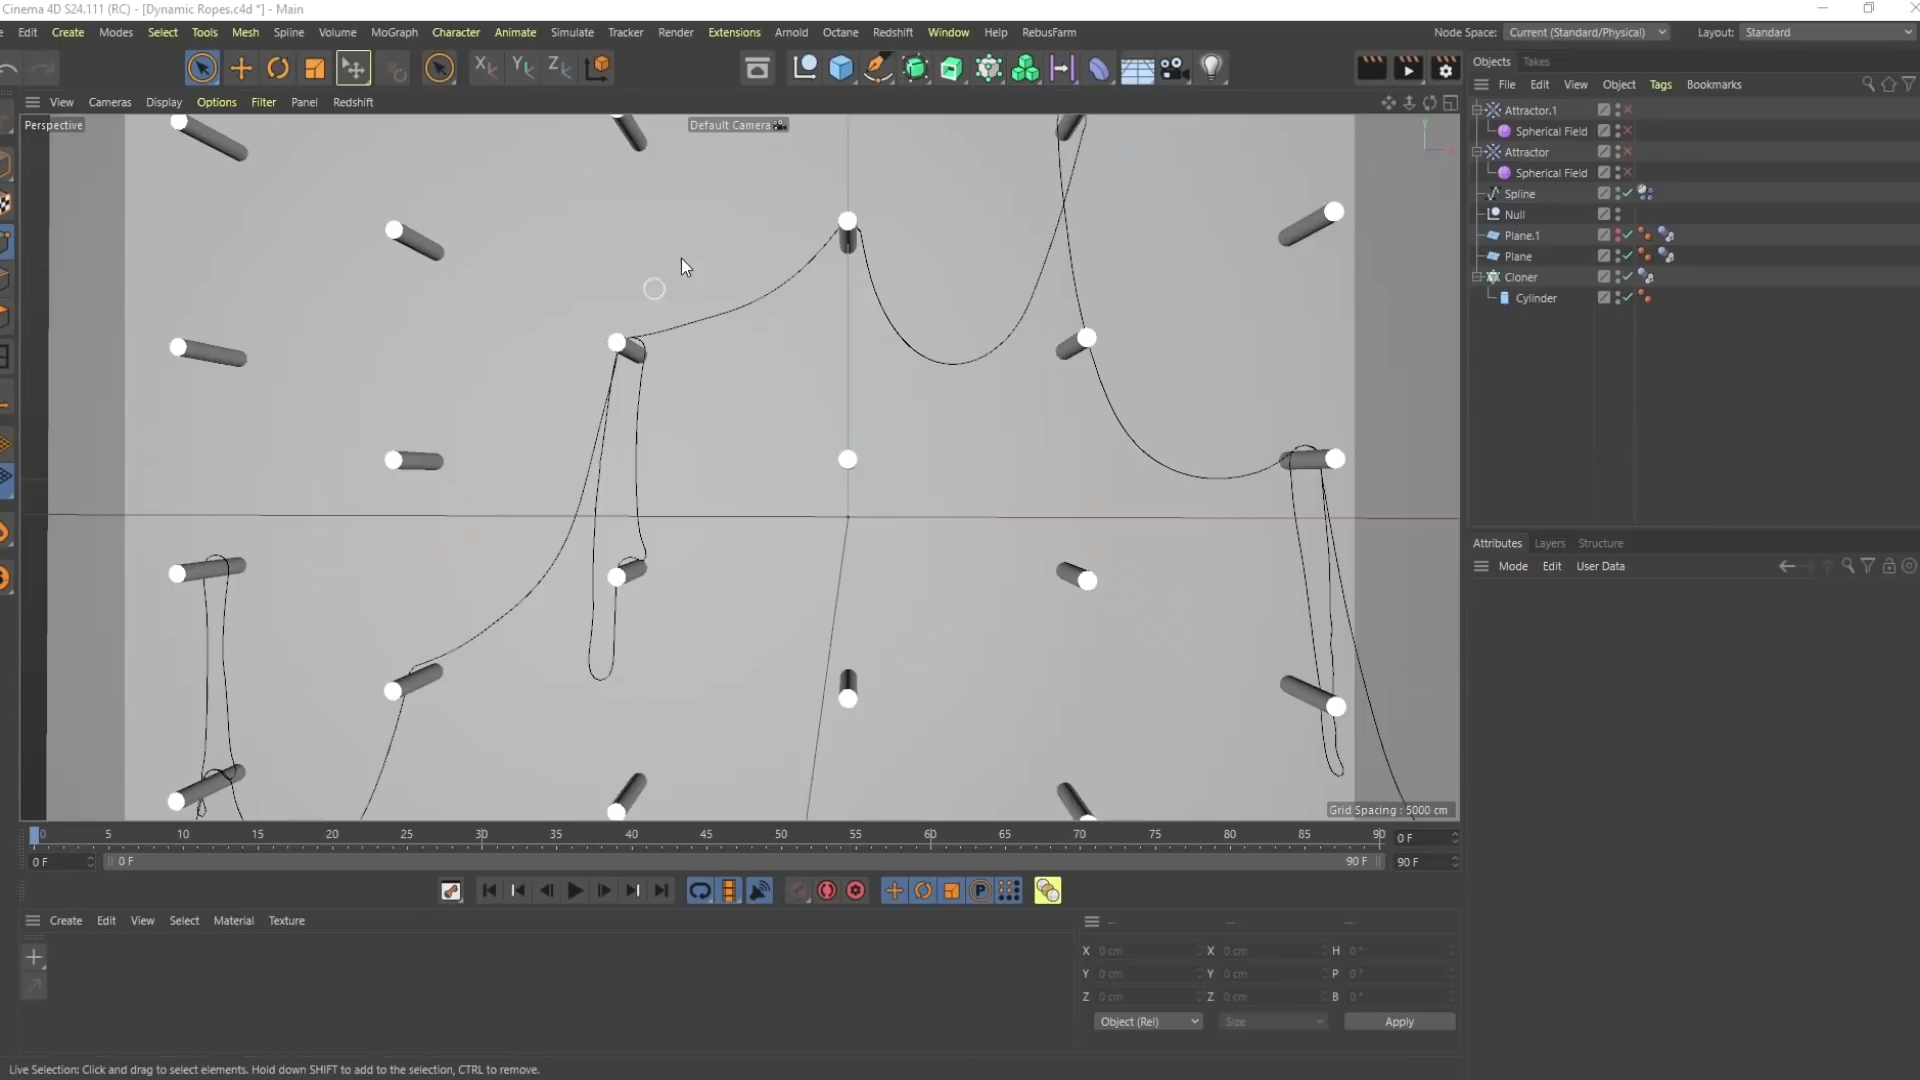 Cinema 4D S24.111 (RC) - [Dynamic Ropes.c4d *] - Main
Edit Create Modes Select Tools Mesh Spline Volume MoGraph Character Animate Simulate Tracker Render Extensions Arnold Octane Redshift Window Help RebusFarm
Node Space: Current (Standard/Physical) Layout: Standard
X Y Z
Objects Takes
File Edit View Object Tags Bookmarks
View Cameras Display Options Filter Panel Redshift
Perspective
Default Camera
Attractor.1
Spherical Field
Attractor
Spherical Field
Spline
Null
Plane.1
Plane
Cloner
Cylinder
Attributes Layers Structure
Mode Edit User Data
Grid Spacing : 5000 cm
0 5 10 15 20 25 30 35 40 45 50 55 60 65 70 75 80 85 90 0 F
0 F 0 F 90 F 90 F
P
Create Edit View Select Material Texture
-- -- --
X 0 cm X 0 cm H 0 °
Y 0 cm Y 0 cm P 0 °
Z 0 cm Z 0 cm B 0 °
Object (Rel) Size Apply
Live Selection: Click and drag to select elements. Hold down SHIFT to add to the selection, CTRL to remove.